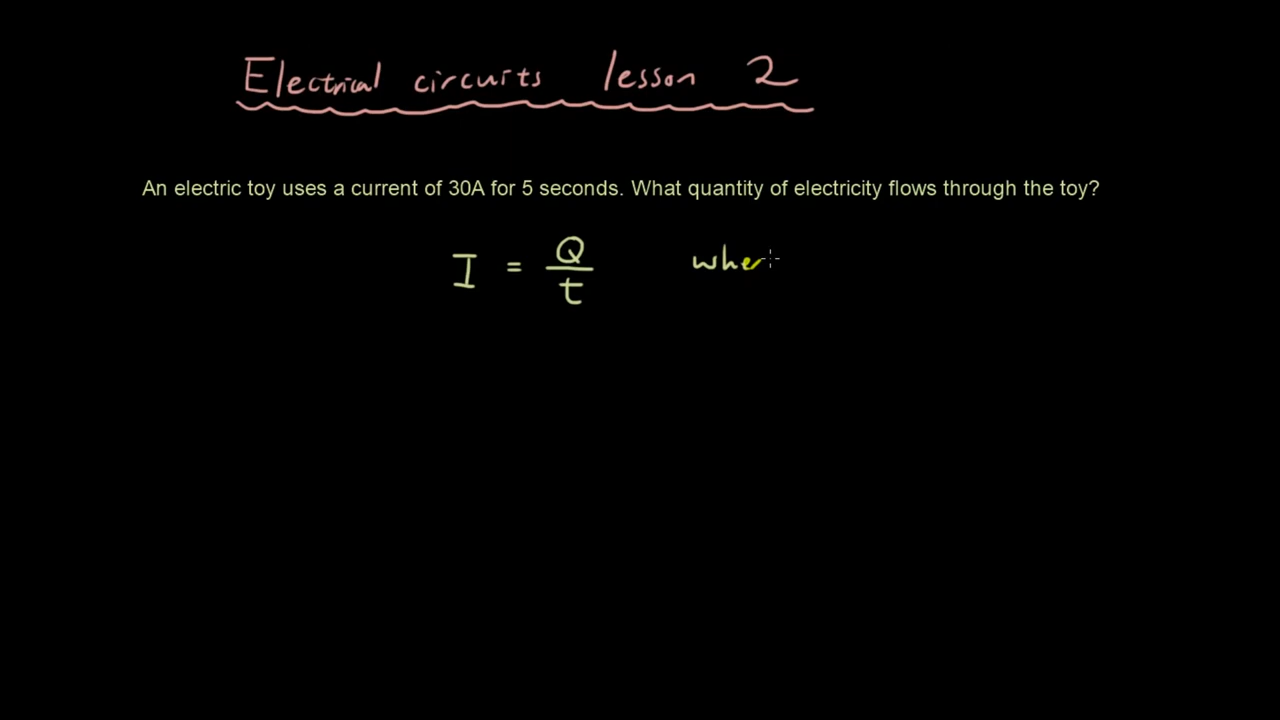 Electrical circuits lesson 2
An electric toy uses a current of 30A for 5 seconds. What quantity of electricity flows through the toy?
I = Q/t wher